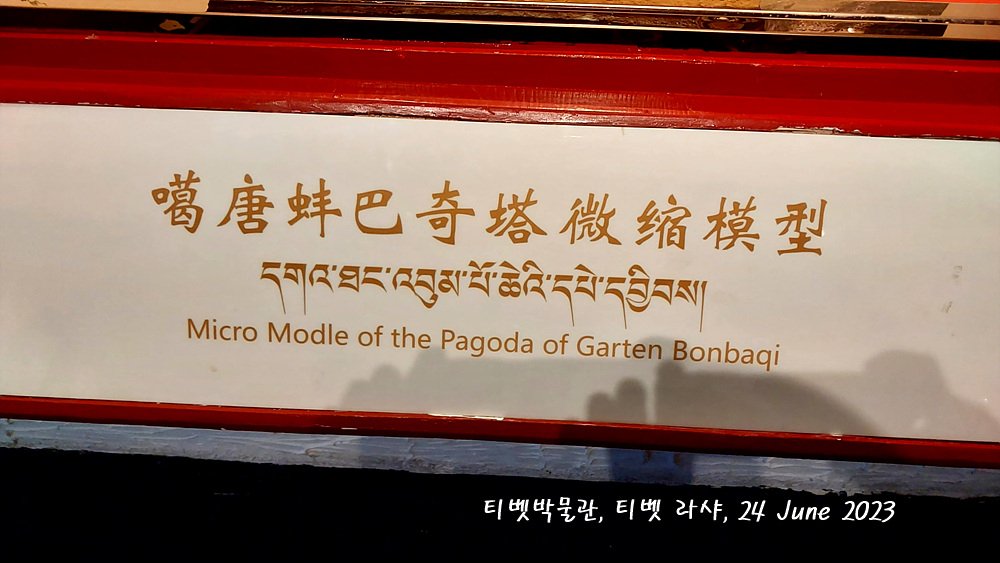 噶唐蚌巴奇塔微缩模型
དགའ་ཐང་འབུམ་པོ་ཆེའི་དཔེ་དབྱིབས།
Micro Modle of the Pagoda of Garten Bonbaqi
티벳박물관, 티벳 라샤, 24 June 2023